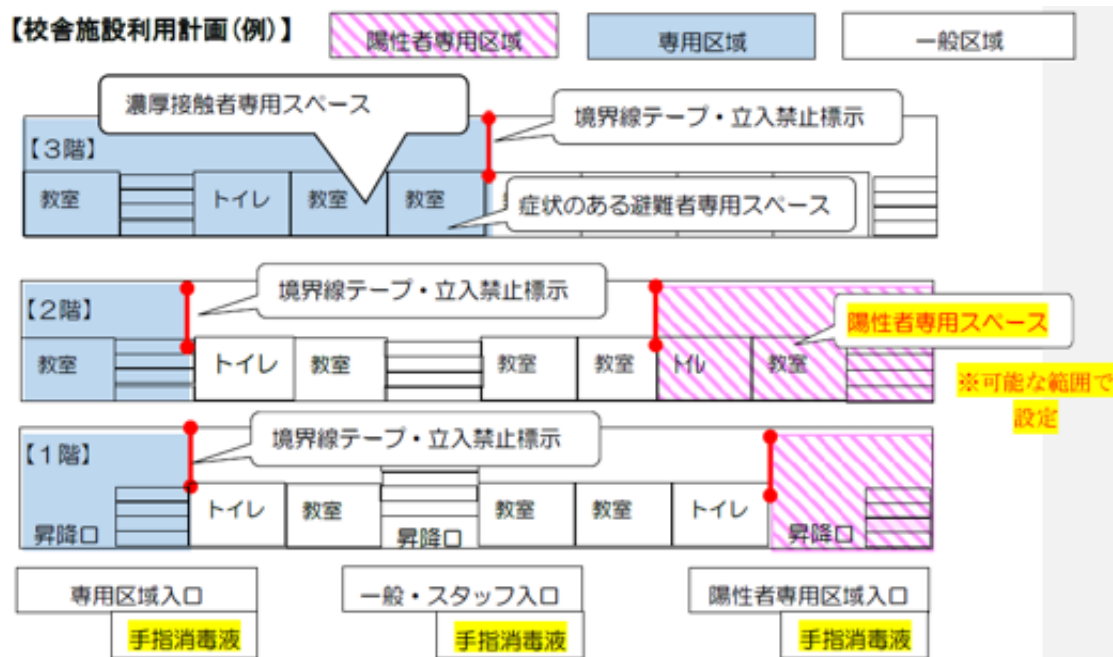 【校舎施設利用計画(例)】
陽性者専用区域
専用区域
一般区域
濃厚接触者専用スペース
境界線テープ・立入禁止標示
【3階】
教室
トイレ
教室
教室
症状のある避難者専用スペース
境界線テープ・立入禁止標示
【2階】
陽性者専用スペース
教室
トイレ
教室
教室
教室
トイレ
教室
※可能な範囲で
設定
境界線テープ・立入禁止標示
【1階】
昇降口
トイレ
教室
昇降口
教室
教室
トイレ
昇降口
専用区域入口
一般・スタッフ入口
陽性者専用区域入口
手指消毒液
手指消毒液
手指消毒液